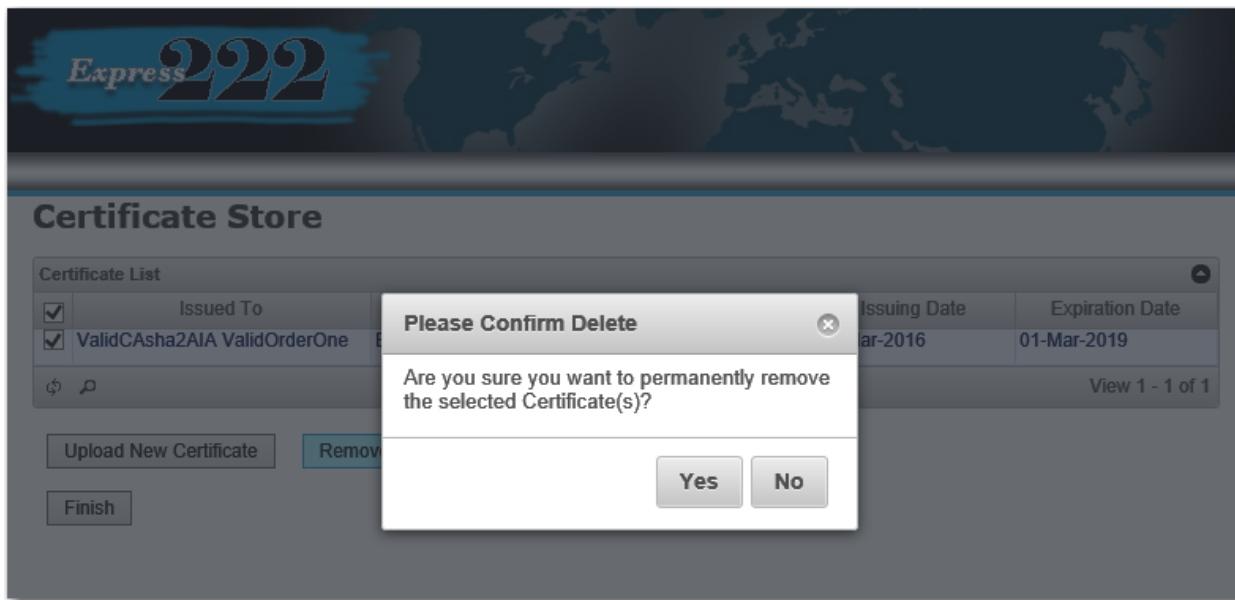 Express 222
Certificate Store
Certificate List
Issued To Issuing Date Expiration Date
ValidCAsha2AIA ValidOrderOne ar-2016 01-Mar-2019
View 1 - 1 of 1
Please Confirm Delete
Are you sure you want to permanently remove
the selected Certificate(s)?
Yes No
Upload New Certificate Remov
Finish